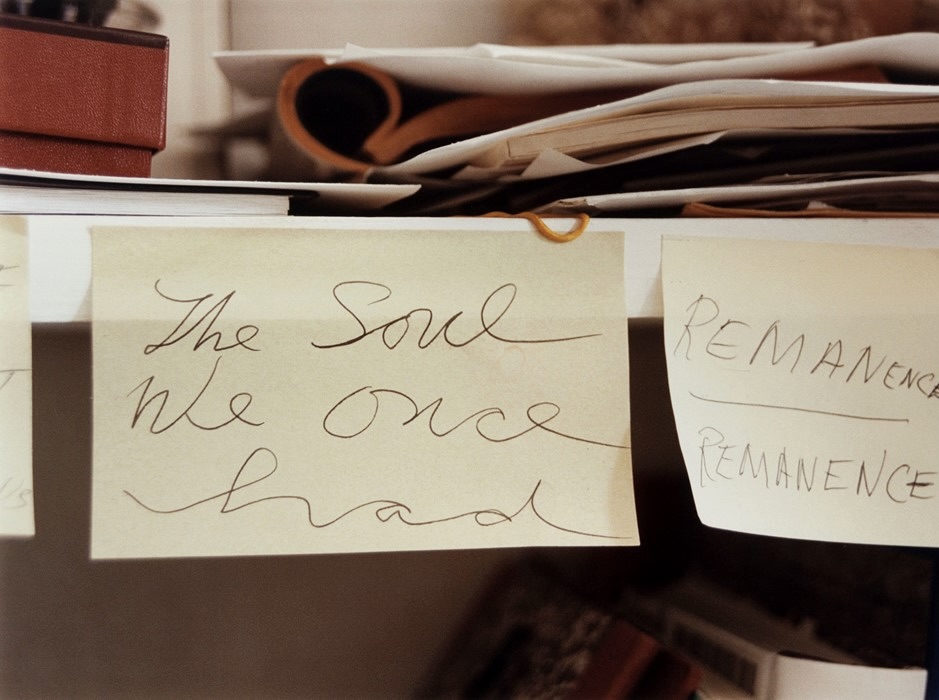 The Soul
We once
had
REMANENCE
REMANENCE